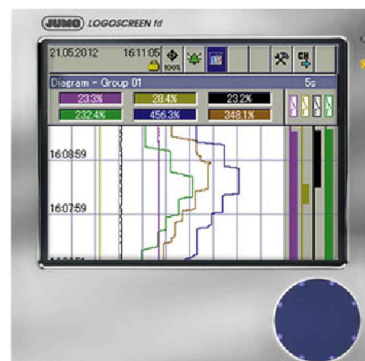 JUMO LOGOSCREEN fd
21.05.2012 16:11:05 100% CH
Diagram - Group 01 5s
23.3% 28.4% 23.2%
232.4% 456.3% 348.1%
16:08:59
16:07:59